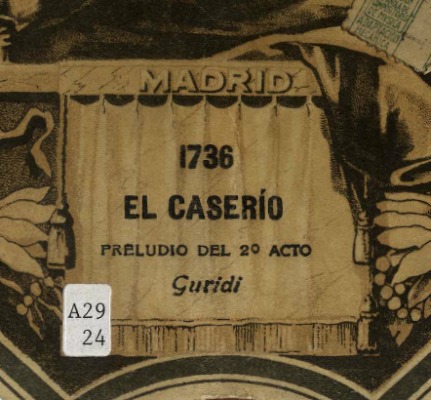 MADRID
1736
EL CASERÍO
PRELUDIO DEL 2º ACTO
Guridi
A29
24